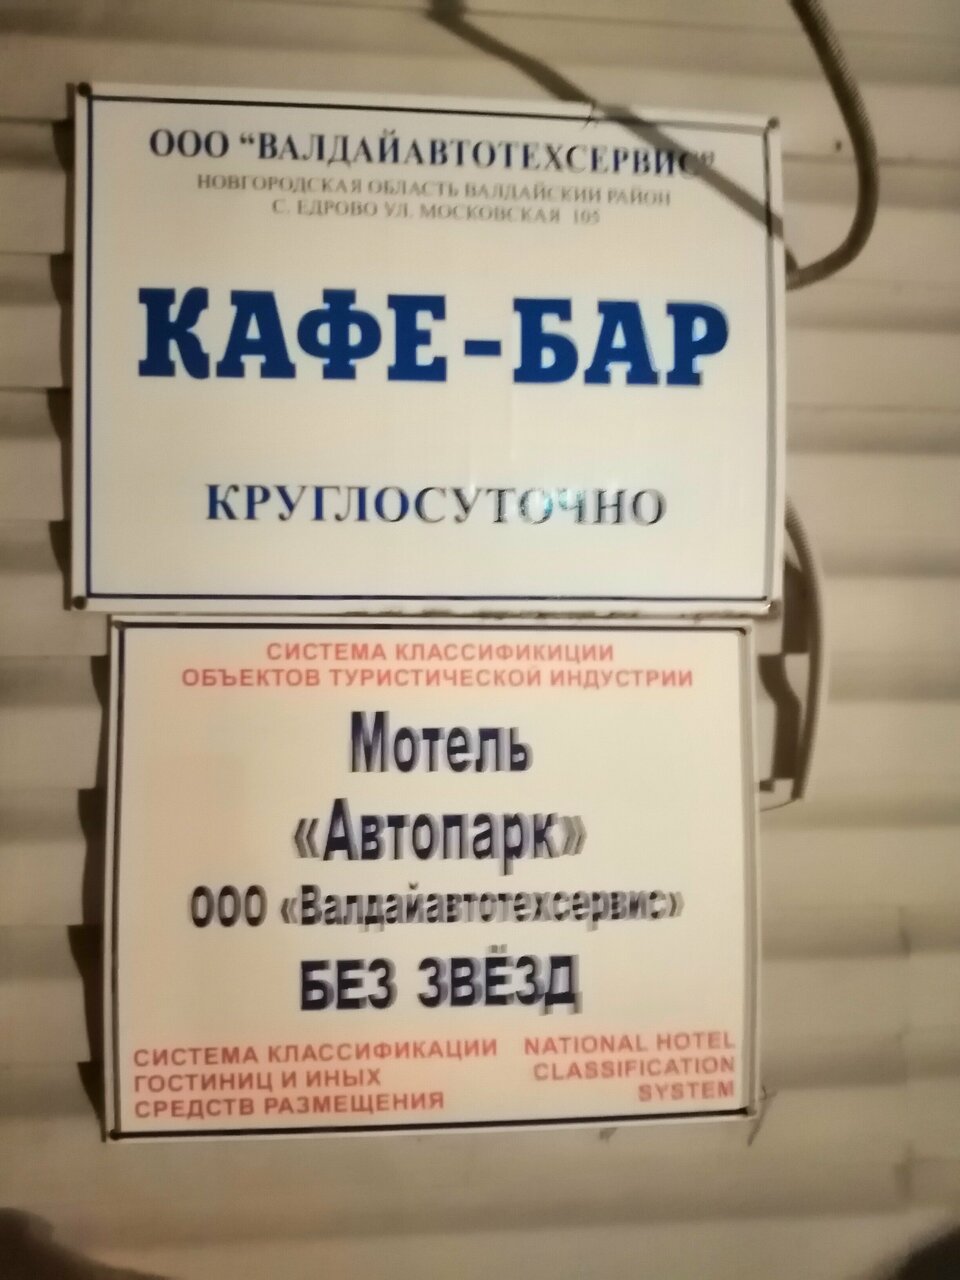 ООО “ВАЛДАЙАВТОТЕХСЕРВИС”
НОВГОРОДСКАЯ ОБЛАСТЬ ВАЛДАЙСКИЙ РАЙОН
С. ЕДРОВО УЛ. МОСКОВСКАЯ 105
КАФЕ-БАР
КРУГЛОСУТОЧНО
СИСТЕМА КЛАССИФИКИЦИИ
ОБЪЕКТОВ ТУРИСТИЧЕСКОЙ ИНДУСТРИИ
Мотель
«Автопарк»
ООО «Валдайавтотехсервис»
БЕЗ ЗВЁЗД
СИСТЕМА КЛАССИФИКАЦИИ
ГОСТИНИЦ И ИНЫХ
СРЕДСТВ РАЗМЕЩЕНИЯ
NATIONAL HOTEL
CLASSIFICATION
SYSTEM